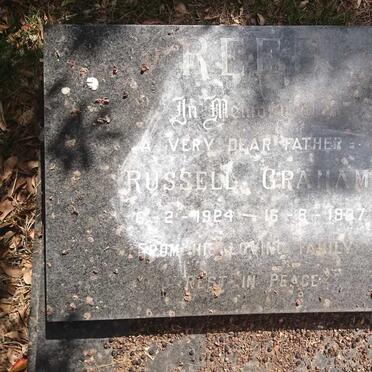 REED
In Memory of
A VERY DEAR FATHER
RUSSELL GRAHAM
2 - 1924 - 15 - 8 - 1987
FROM HIS LOVING FAMILY
REST IN PEACE